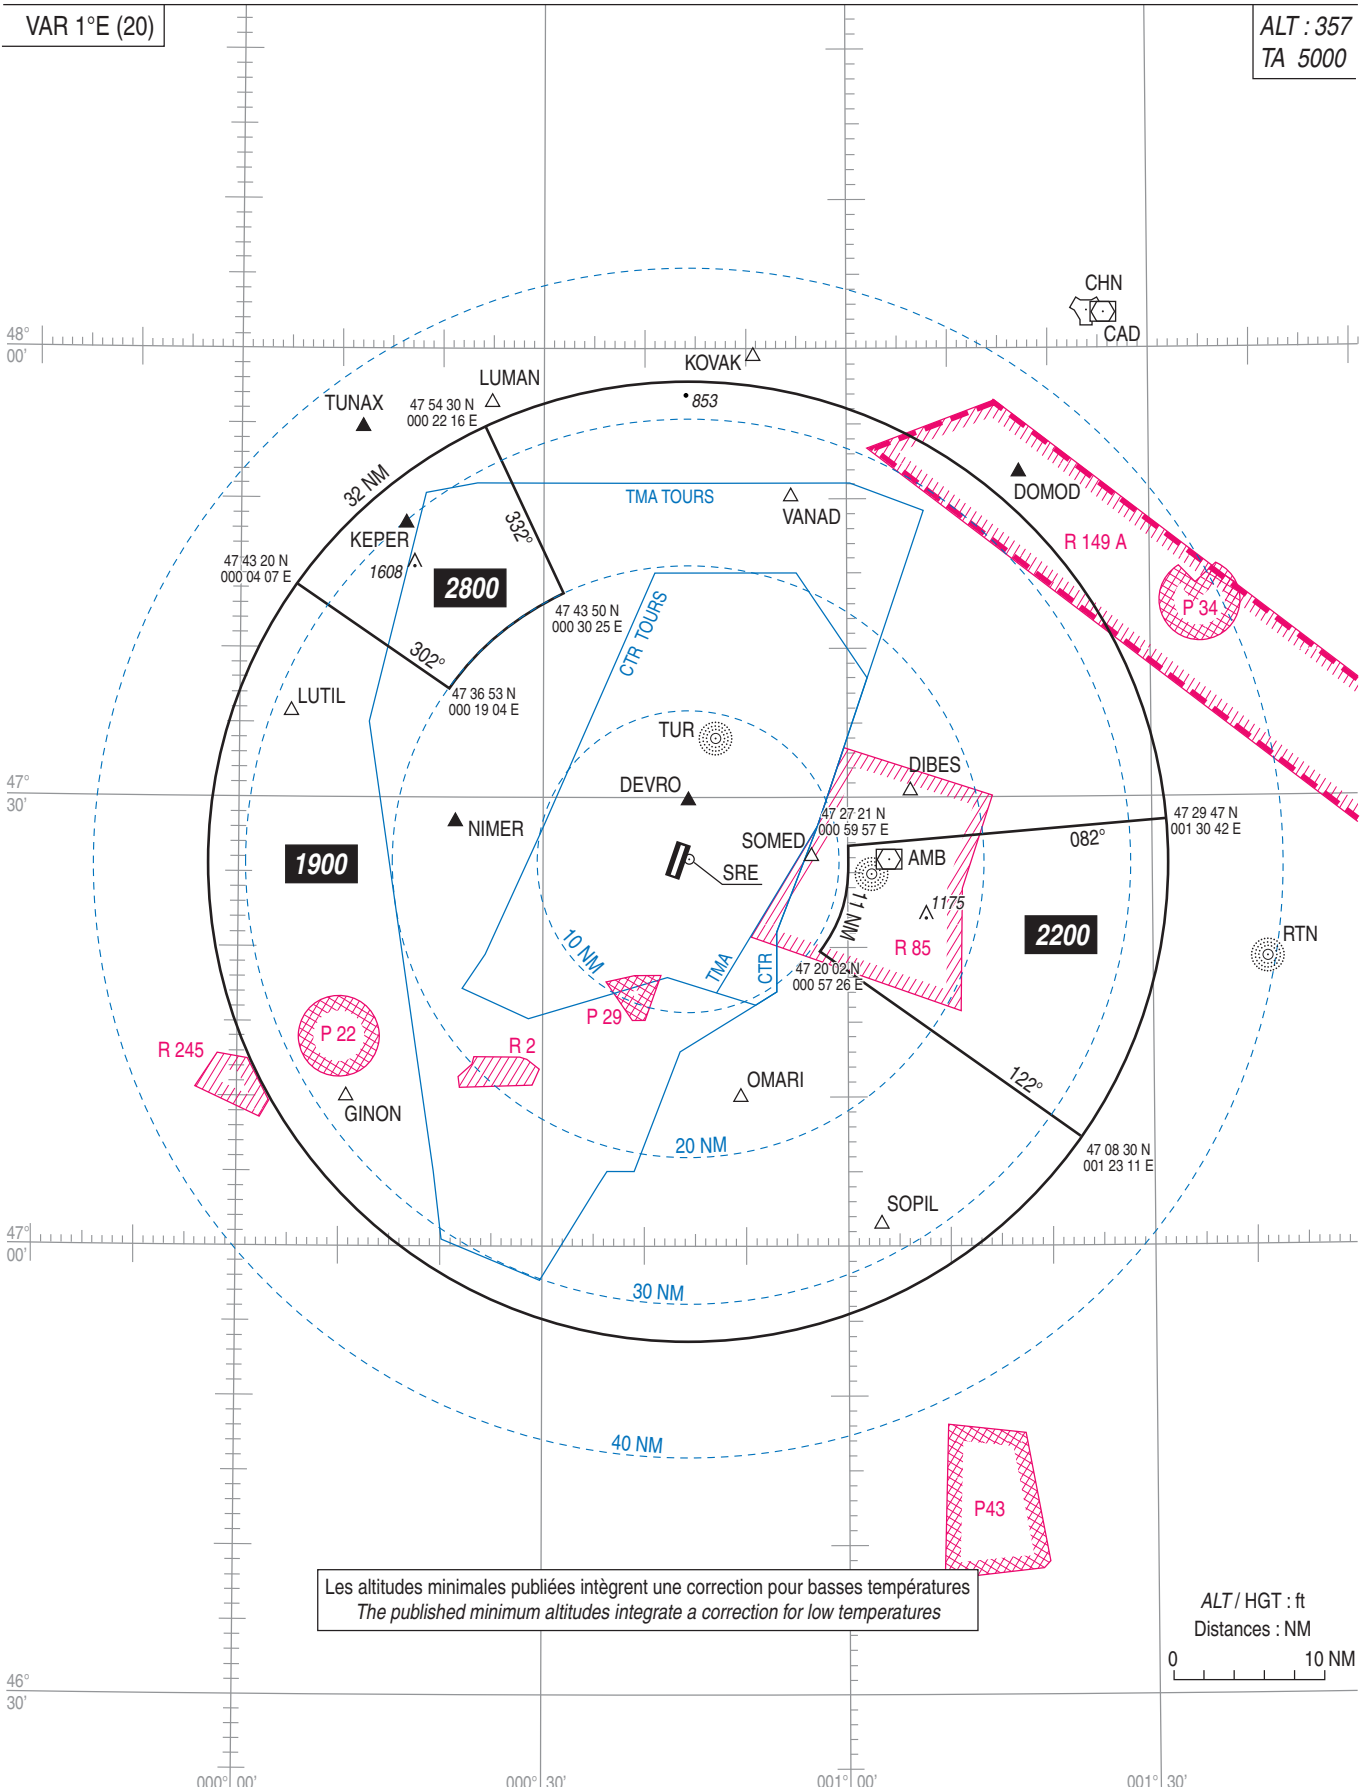 VAR 1°E (20)
ALT : 357
TA 5000
CHN
CAD
48°
00'
KOVAK
LUMAN
TUNAX
47 54 30 N
000 22 16 E
853
32 NM
DOMOD
TMA TOURS
VANAD
332°
KEPER
R 149 A
47 43 20 N
000 04 07 E
1608
2800
P 34
47 43 50 N
000 30 25 E
CTR TOURS
302°
LUTIL
47 36 53 N
000 19 04 E
TUR
DIBES
47°
30'
DEVRO
NIMER
47 27 21 N
000 59 57 E
47 29 47 N
001 30 42 E
082°
SOMED
AMB
1900
SRE
11 NM
1175
2200
RTN
R 85
10 NM
TMA
CTR
47 20 02 N
000 57 26 E
P 29
P 22
R 245
R 2
122°
OMARI
GINON
20 NM
47 08 30 N
001 23 11 E
SOPIL
47°
00'
30 NM
40 NM
P43
Les altitudes minimales publiées intègrent une correction pour basses températures
The published minimum altitudes integrate a correction for low temperatures
ALT / HGT : ft
Distances : NM
0 10 NM
46°
30'
000° 00' 000° 30' 001° 00' 001° 30'